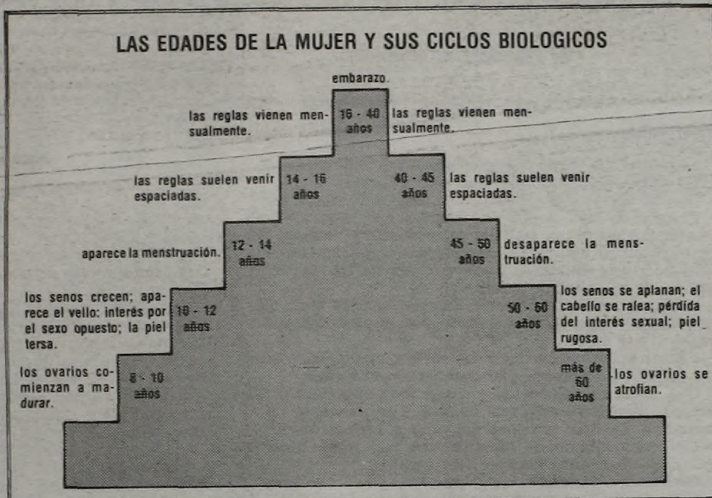 LAS EDADES DE LA MUJER Y SUS CICLOS BIOLOGICOS
embarazo.
las reglas vienen men-
sualmente.
16 - 40
años
las reglas vienen men-
sualmente.
las reglas suelen venir
espaciadas.
14 - 16
años
40 - 45
años
las reglas suelen venir
espaciadas.
aparece la menstruación.
12 - 14
años
45 - 50
años
desaparece la mens-
truación.
los senos crecen; apa-
rece el vello: interés por
el sexo opuesto; la piel
tersa.
10 - 12
años
50 - 60
años
los senos se aplanan; el
cabello se ralea; pérdida
del interés sexual; piel
rugosa.
los ovarios co-
mienzan a ma-
durar.
8 - 10
años
más de
60
años
los ovarios se
atrofian.